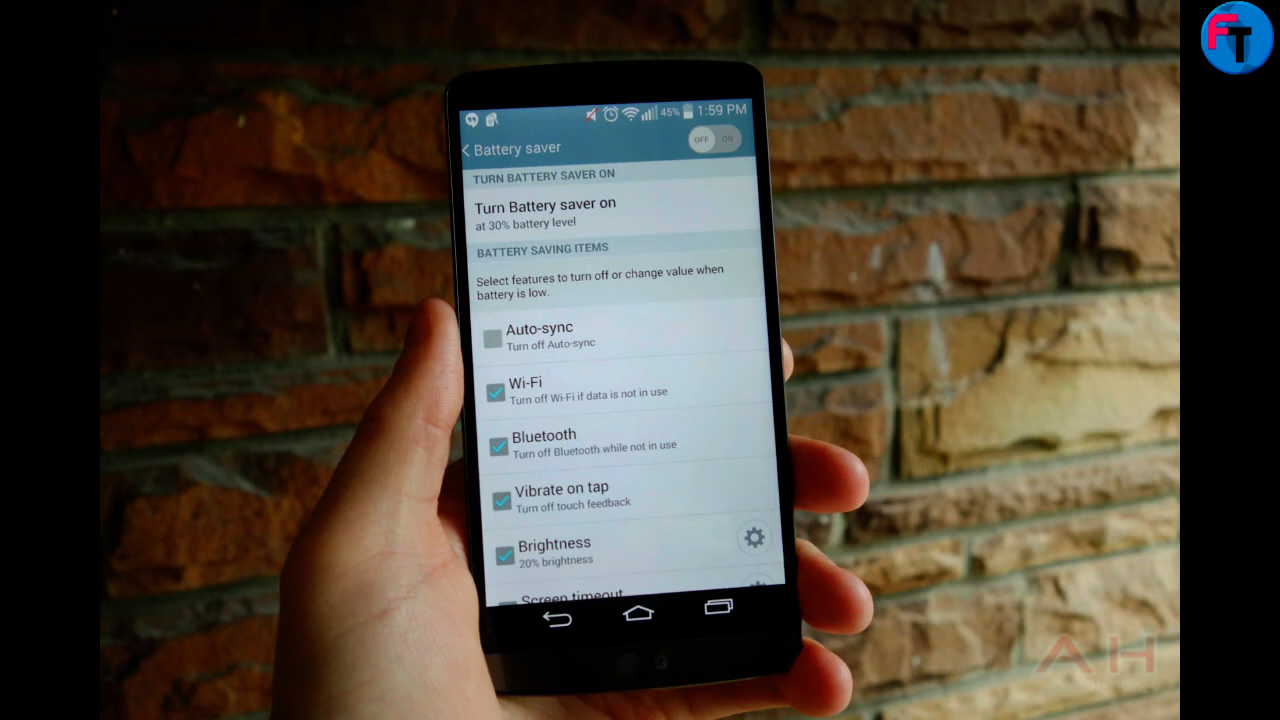 FT
45% 1:59 PM
Battery saver
OFF ON
TURN BATTERY SAVER ON
Turn Battery saver on
at 30% battery level
BATTERY SAVING ITEMS
Select features to turn off or change value when
battery is low.
Auto-sync
Turn off Auto-sync
Wi-Fi
Turn off Wi-Fi if data is not in use
Bluetooth
Turn off Bluetooth while not in use
Vibrate on tap
Turn off touch feedback
Brightness
20% brightness
Screen timeout
AH